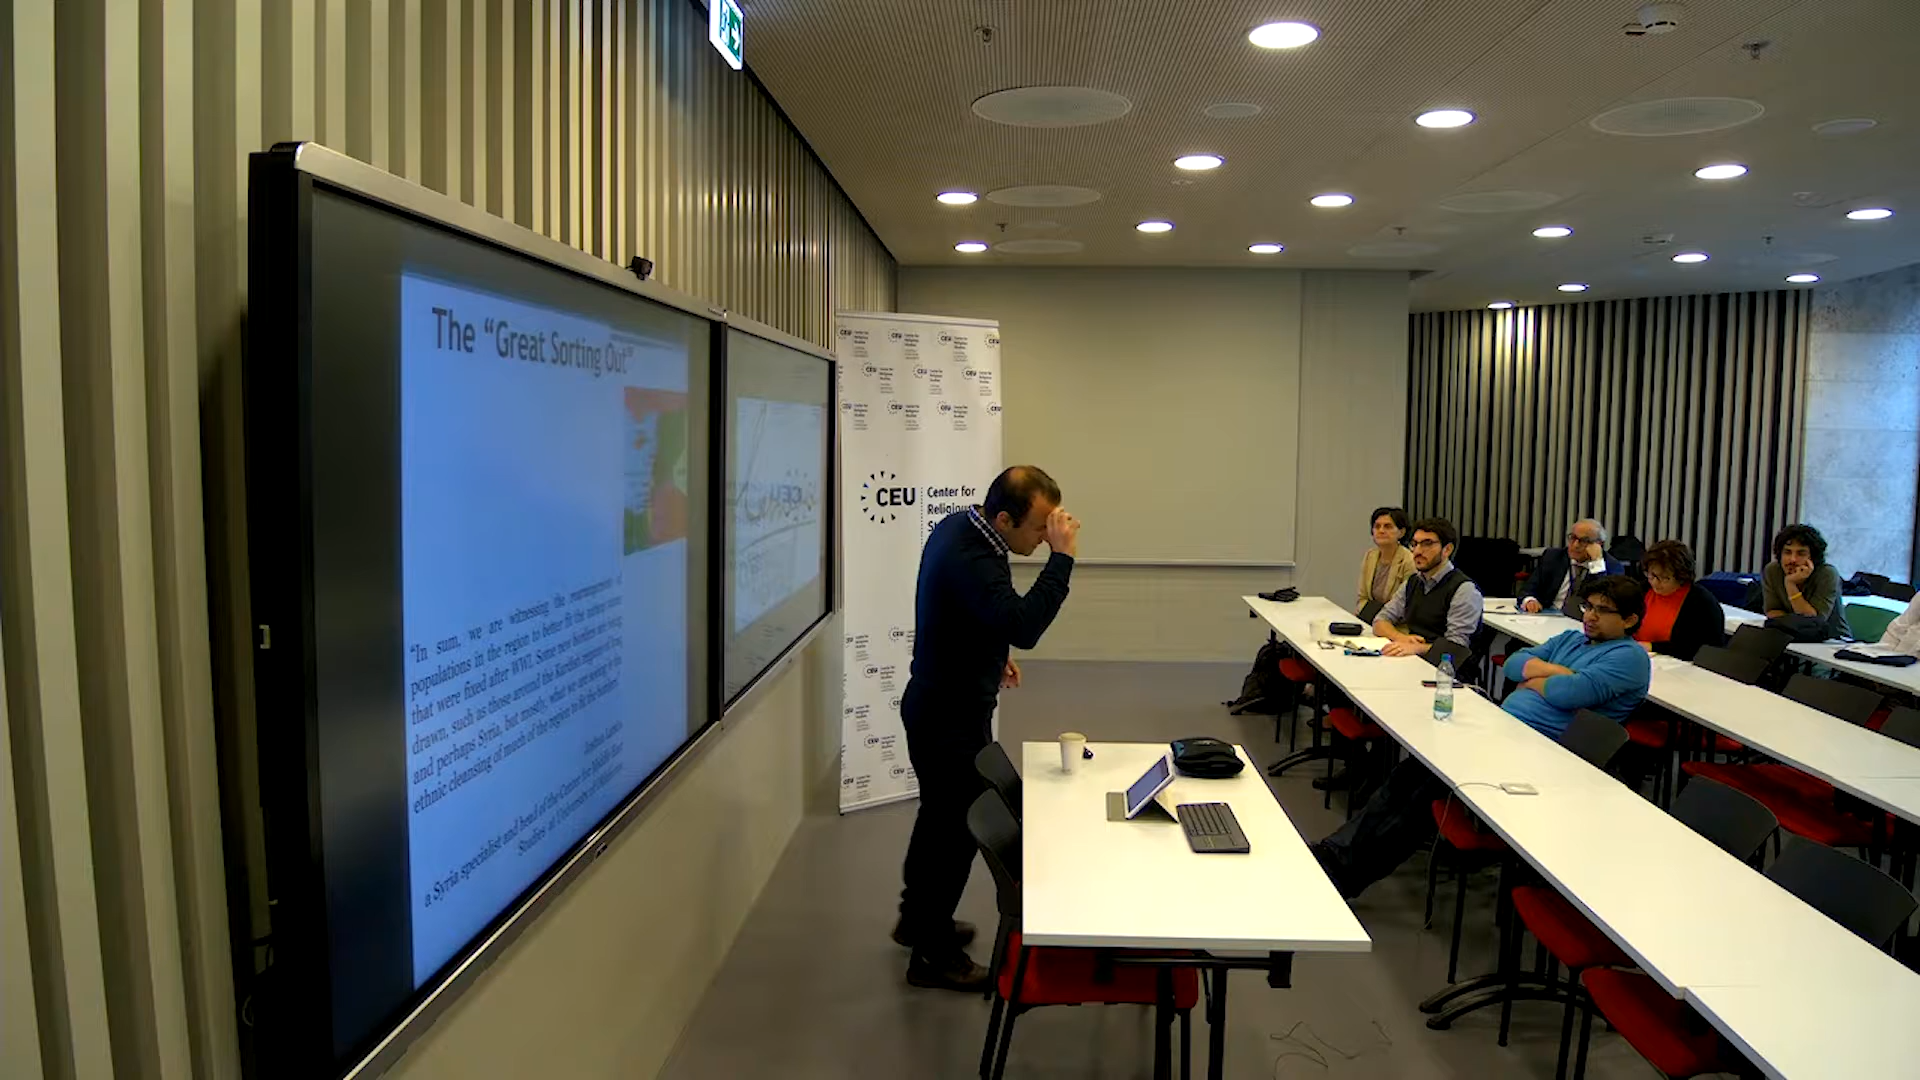 The “Great Sorting Out”
“In sum, we are witnessing the rearrangement of
populations in the region to better fit the nation states
that were fixed after WWI. Some new borders are being
drawn, such as those around the Kurdish regions of Iraq
and perhaps Syria, but mostly, what we are seeing is the
ethnic cleansing of much of the region to fit the borders.”
Joshua Landis
a Syria specialist and head of the Center for Middle East
Studies at University of Oklahoma
CEU
Center for
Religious